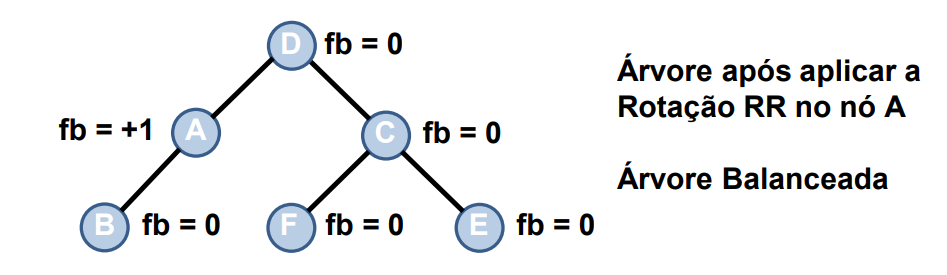 D fb = 0
Árvore após aplicar a
Rotação RR no nó A
fb = +1 A C fb = 0
Árvore Balanceada
B fb = 0 F fb = 0 E fb = 0